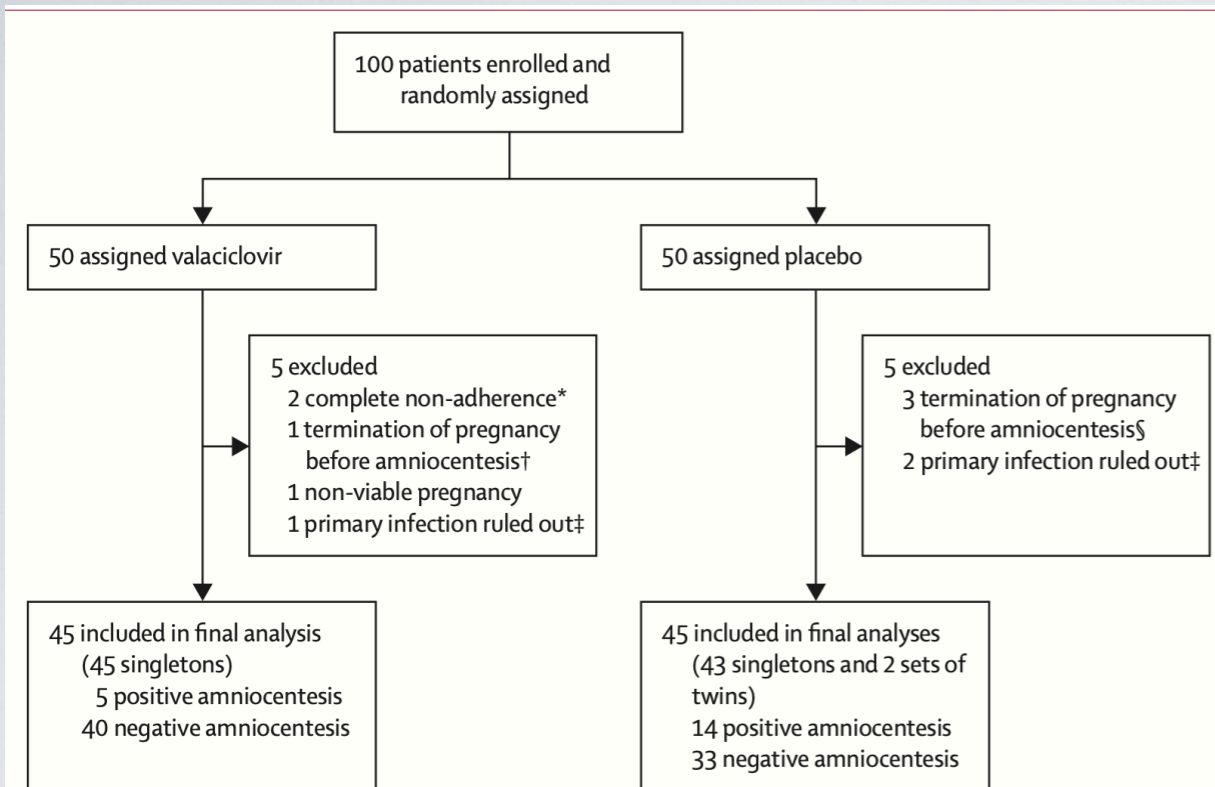 100 patients enrolled and
randomly assigned
50 assigned valaciclovir
50 assigned placebo
5 excluded
2 complete non-adherence*
1 termination of pregnancy
before amniocentesis†
1 non-viable pregnancy
1 primary infection ruled out‡
5 excluded
3 termination of pregnancy
before amniocentesis§
2 primary infection ruled out‡
45 included in final analysis
(45 singletons)
5 positive amniocentesis
40 negative amniocentesis
45 included in final analyses
(43 singletons and 2 sets of
twins)
14 positive amniocentesis
33 negative amniocentesis